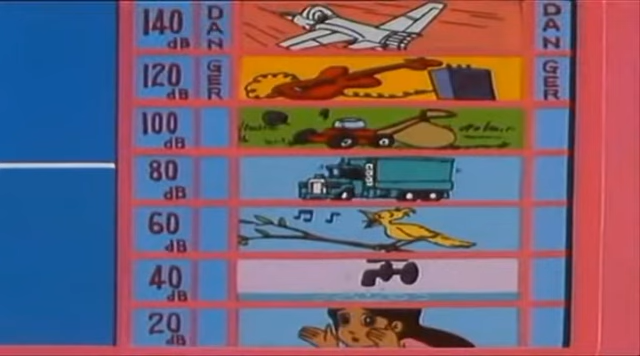 140 dB DAN DAN
120 dB GER GER
100 dB
80 dB
60 dB
40 dB
20 dB